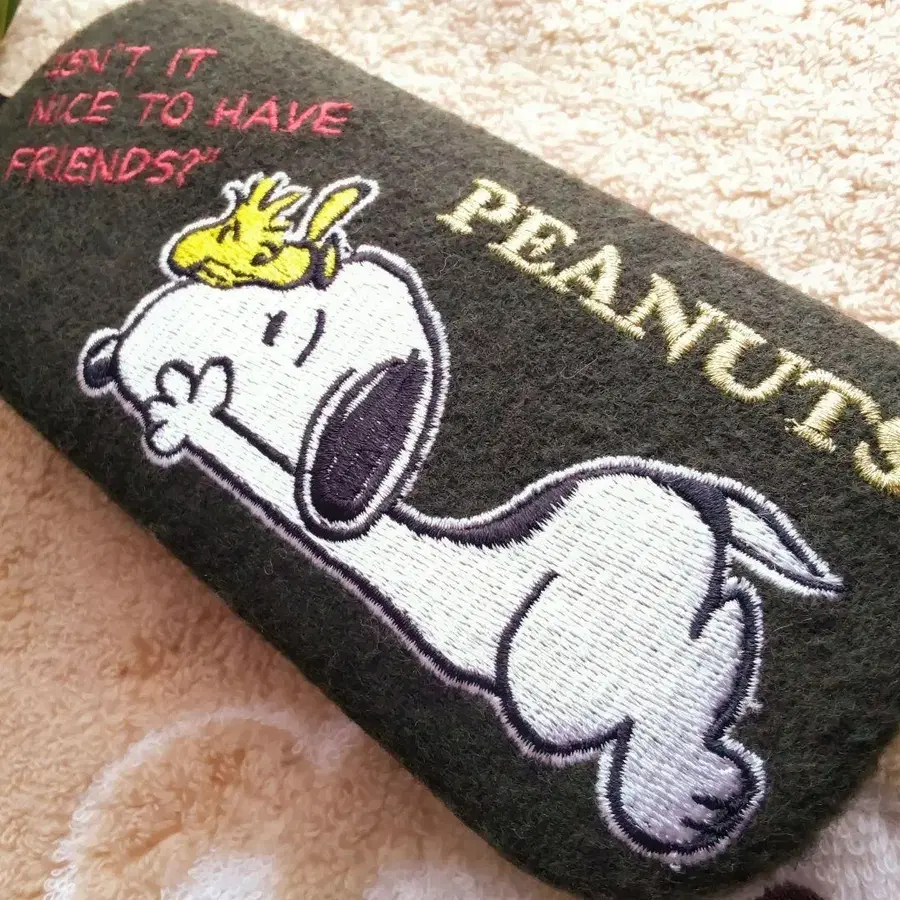 "ISN'T IT
NICE TO HAVE
FRIENDS?"
PEANUTS